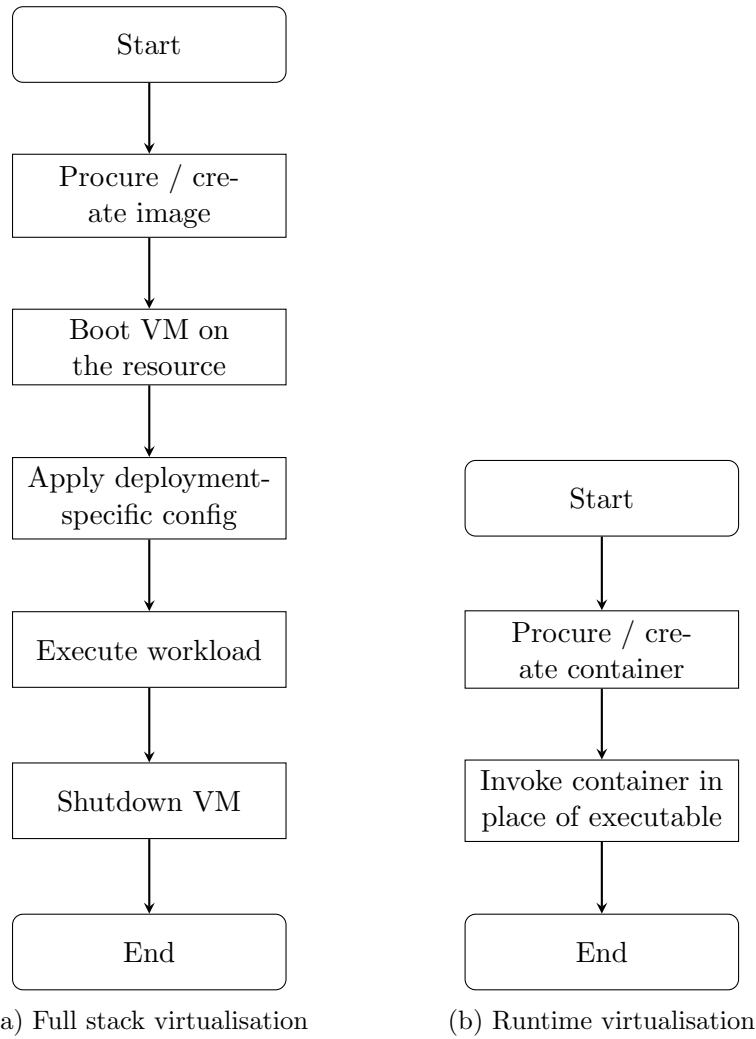 Start
Procure / cre-
ate image
Boot VM on
the resource
Apply deployment-
specific config
Execute workload
Shutdown VM
End
a) Full stack virtualisation
Start
Procure / cre-
ate container
Invoke container in
place of executable
End
(b) Runtime virtualisation